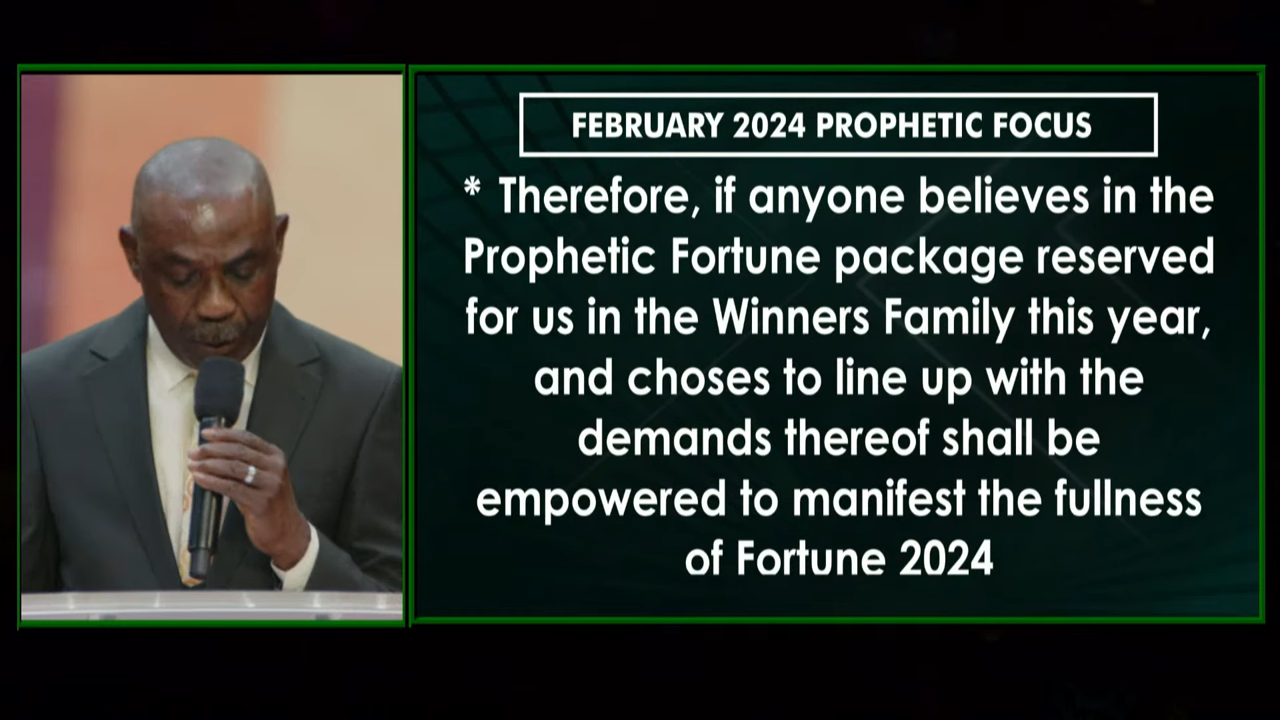 FEBRUARY 2024 PROPHETIC FOCUS
* Therefore, if anyone believes in the
Prophetic Fortune package reserved
for us in the Winners Family this year,
and choses to line up with the
demands thereof shall be
empowered to manifest the fullness
of Fortune 2024